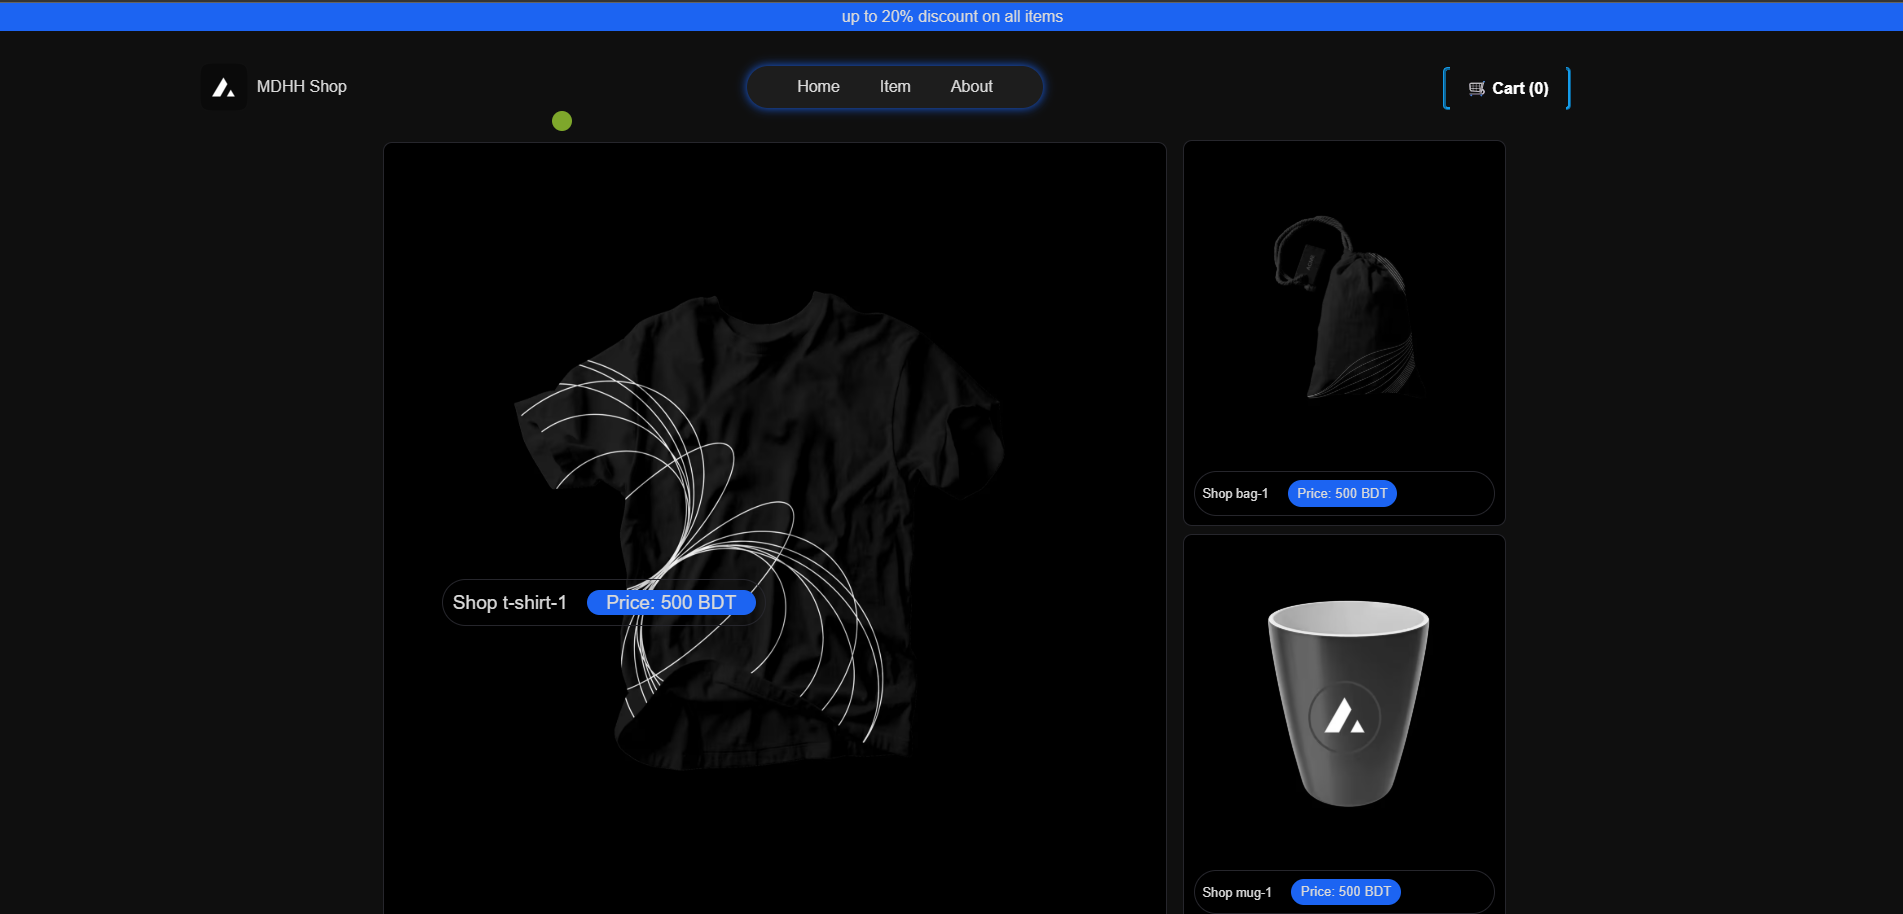 up to 20% discount on all items
MDHH Shop
Home
Item
About
Cart (0)
Shop t-shirt-1
Price: 500 BDT
Shop bag-1
Price: 500 BDT
Shop mug-1
Price: 500 BDT